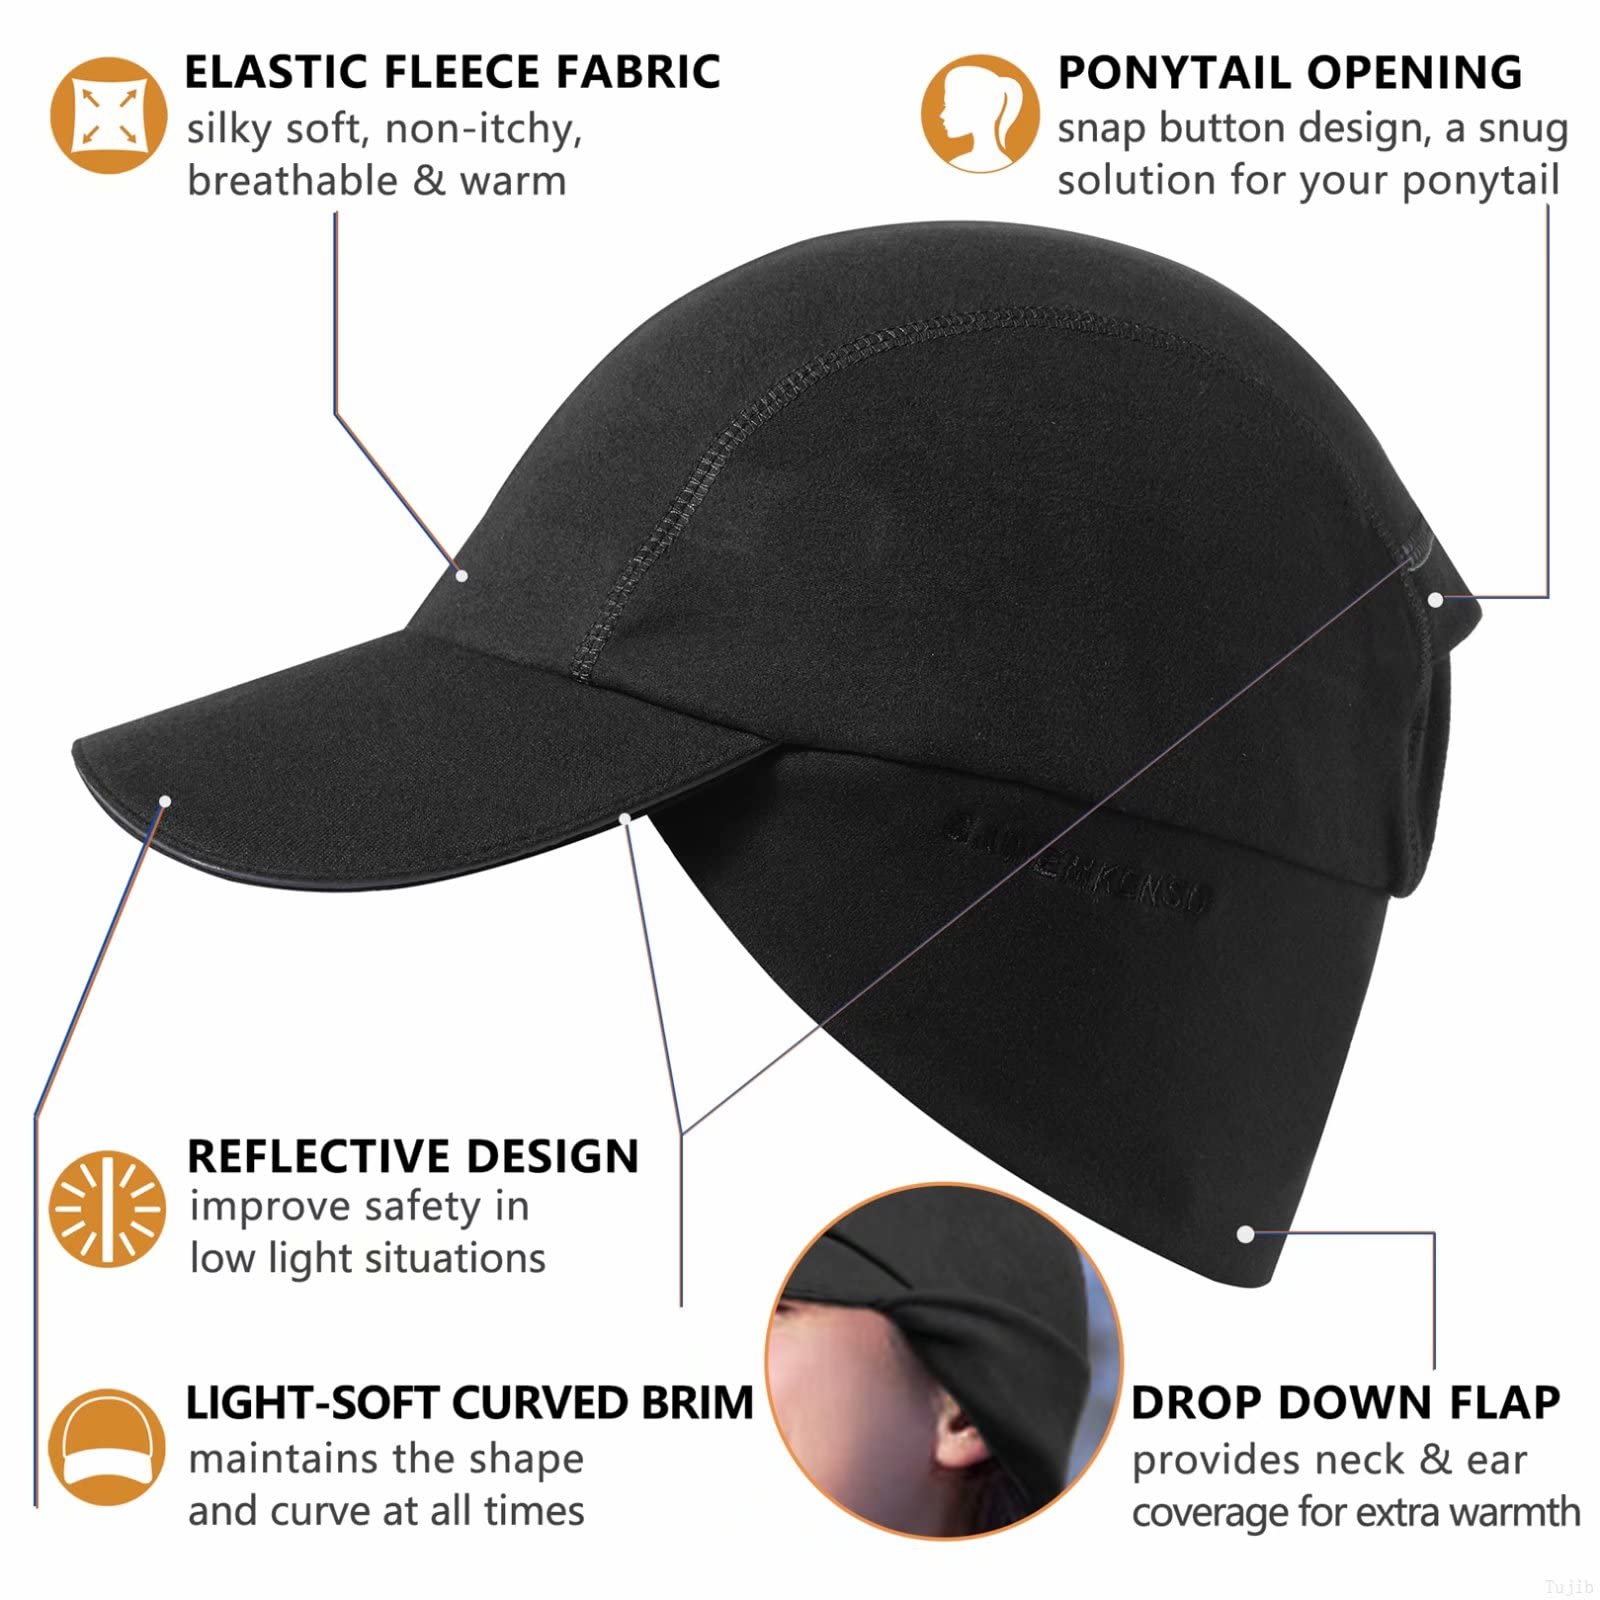 ELASTIC FLEECE FABRIC
silky soft, non-itchy,
breathable & warm
PONYTAIL OPENING
snap button design, a snug
solution for your ponytail
REFLECTIVE DESIGN
improve safety in
low light situations
LIGHT-SOFT CURVED BRIM
maintains the shape
and curve at all times
DROP DOWN FLAP
provides neck & ear
coverage for extra warmth
Tujib